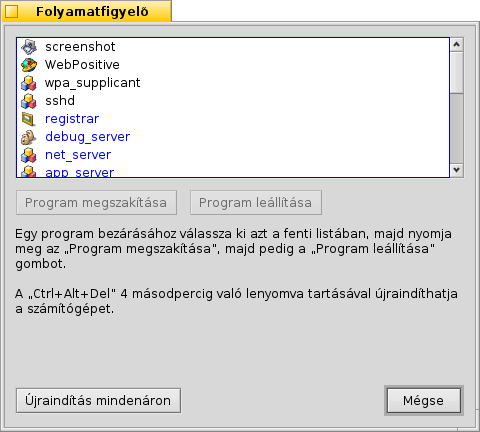 Folyamatfigyelő
screenshot
WebPositive
wpa_supplicant
sshd
registrar
debug_server
net_server
app_server
Program megszakítása
Program leállítása
Egy program bezárásához válassza ki azt a fenti listában, majd nyomja
meg az „Program megszakítása", majd pedig a „Program leállítása"
gombot.
A „Ctrl+Alt+Del" 4 másodpercig való lenyomva tartásával újraindíthatja
a számítógépet.
Újraindítás mindenáron
Mégse